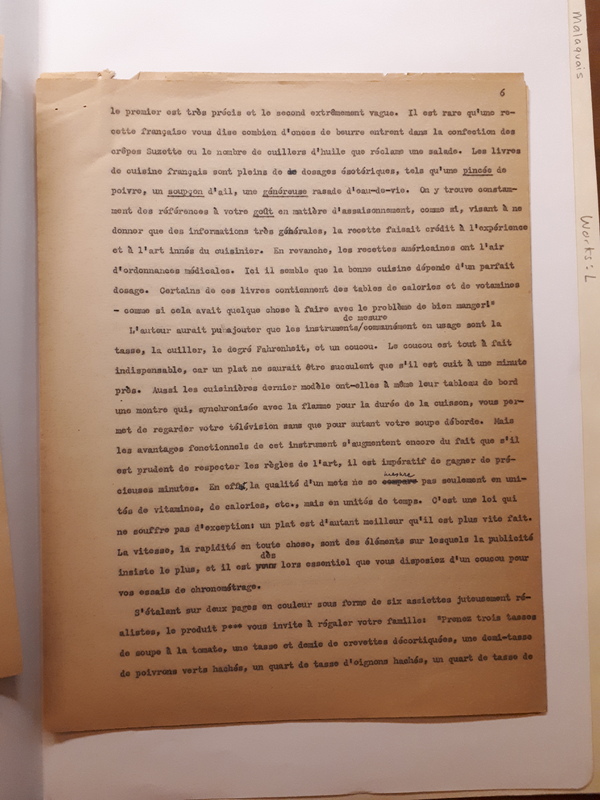 Malaquais
Works: L
6
le premier est très précis et le second extrêmement vague. Il est rare qu'une re-
cette française vous dise combien d'onces de beurre entrent dans la confection des
crêpes Suzette ou le nombre de cuillers d'huile que réclame une salade. Les livres
de cuisine français sont pleins de dosages ésotériques, tels qu'une pincée de
poivre, un soupçon d'ail, une généreuse rasade d'eau-de-vie. On y trouve constam-
ment des références à votre goût en matière d'assaisonnement, comme si, visant à ne
donner que des informations très générales, la recette faisait crédit à l'expérience
et à l'art innés du cuisinier. En revanche, les recettes américaines ont l'air
d'ordonnances médicales. Ici il semble que la bonne cuisine dépende d'un parfait
dosage. Certains de ces livres contiennent des tables de calories et de votamines
- comme si cela avait quelque chose à faire avec le problème de bien manger!"
de mesure
L'auteur aurait pu ajouter que les instruments/communément en usage sont la
tasse, la cuiller, le degré Fahrenheit, et un coucou. Le coucou est tout à fait
indispensable, car un plat ne saurait être succulent que s'il est cuit à une minute
près. Aussi les cuisinières dernier modèle ont-elles à même leur tableau de bord
une montre qui, synchronisée avec la flamme pour la durée de la cuisson, vous per-
met de regarder votre télévision sans que pour autant votre soupe déborde. Mais
les avantages fonctionels de cet instrument s'augmentent encore du fait que s'il
est prudent de respecter les règles de l'art, il est impératif de gagner de pré-
cieuses minutes. En effet, la qualité d'un mets ne se mesure pas seulement en uni-
tés de vitamines, de calories, etc., mais en unités de temps. C'est une loi qui
ne souffre pas d'exception: un plat est d'autant meilleur qu'il est plus vite fait.
La vitesse, la rapidité en toute chose, sont des éléments sur lesquels la publicité
insiste le plus, et il est dès lors essentiel que vous disposiez d'un coucou pour
vos essais de chronométrage.
S'étalent sur deux pages en couleur sous forme de six assiettes juteusement ré-
alistes, le produit P*** vous invite à régaler votre famille: "Prenez trois tasses
de soupe à la tomate, une tasse et demie de crevettes décortiquées, une demi-tasse
de poivrons verts hachés, un quart de tasse d'oignons hachés, un quart de tasse de